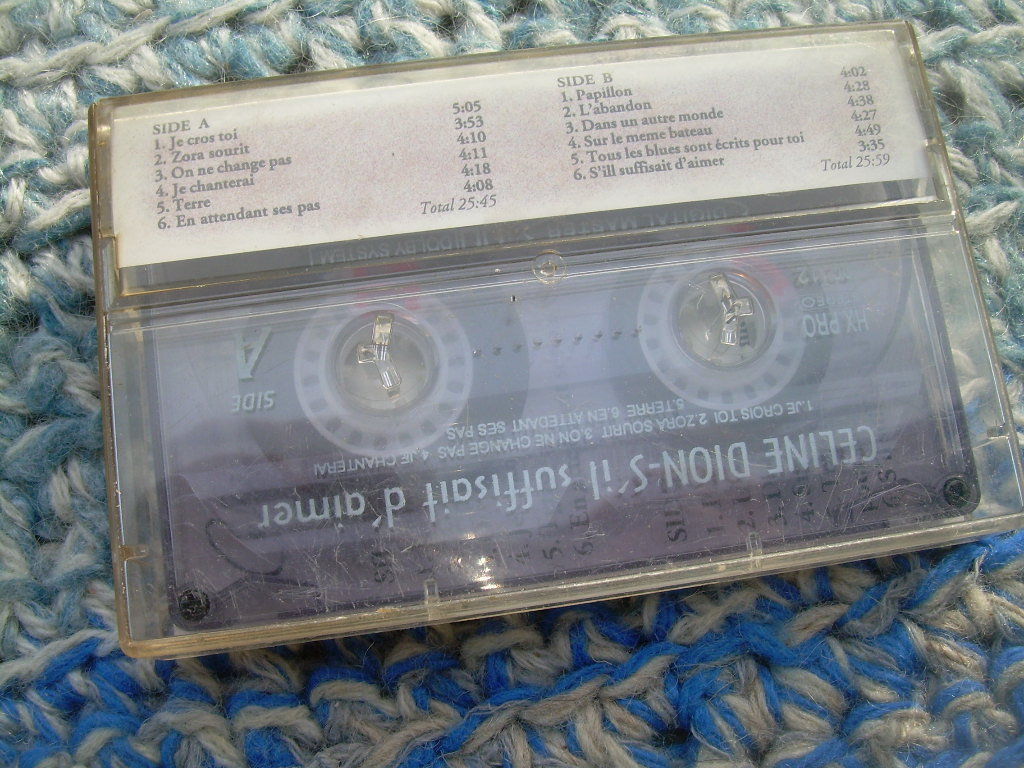 SIDE A
1. Je cros toi 5:05
2. Zora sourit 3:53
3. On ne change pas 4:10
4. Je chanterai 4:11
5. Terre 4:18
6. En attendant ses pas 4:08
Total 25:45
SIDE B
1. Papillon 4:02
2. L'abandon 4:28
3. Dans un autre monde 4:38
4. Sur le meme bateau 4:27
5. Tous les blues sont écrits pour toi 4:49
6. S'ill suffisait d'aimer 3:35
Total 25:59
CELINE DION-S'il suffisait d'aimer
1.JE CROIS TOI 2.ZORA SOURIT 3.ON NE CHANGE PAS 4.JE CHANTERAI
5.TERRE 6.EN ATTEDANT SES PAS
SIDE
A
HX PRO
DIGITAL MASTER
DOLBY SYSTEM